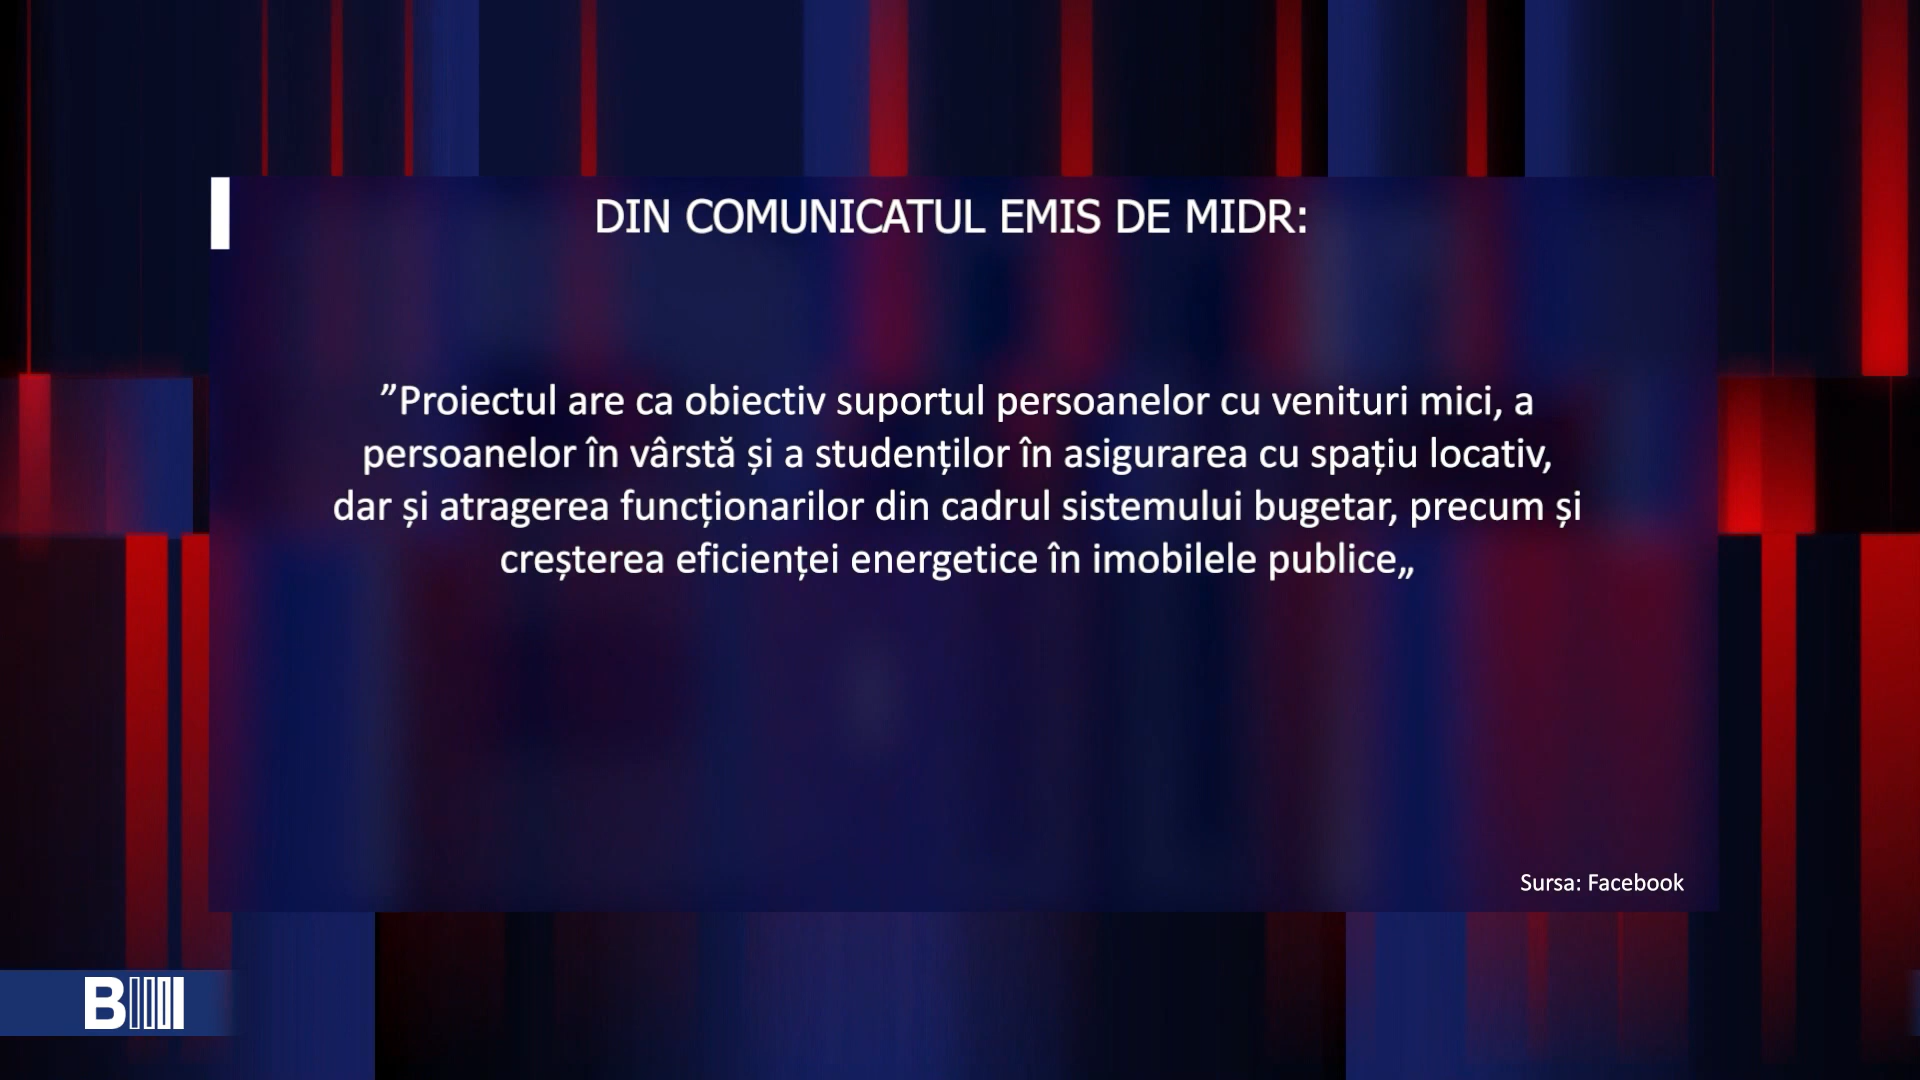 DIN COMUNICATUL EMIS DE MIDR:
”Proiectul are ca obiectiv suportul persoanelor cu venituri mici, a
persoanelor în vârstă și a studenților în asigurarea cu spațiu locativ,
dar și atragerea funcționarilor din cadrul sistemului bugetar, precum și
creșterea eficienței energetice în imobilele publice„
Sursa: Facebook
B